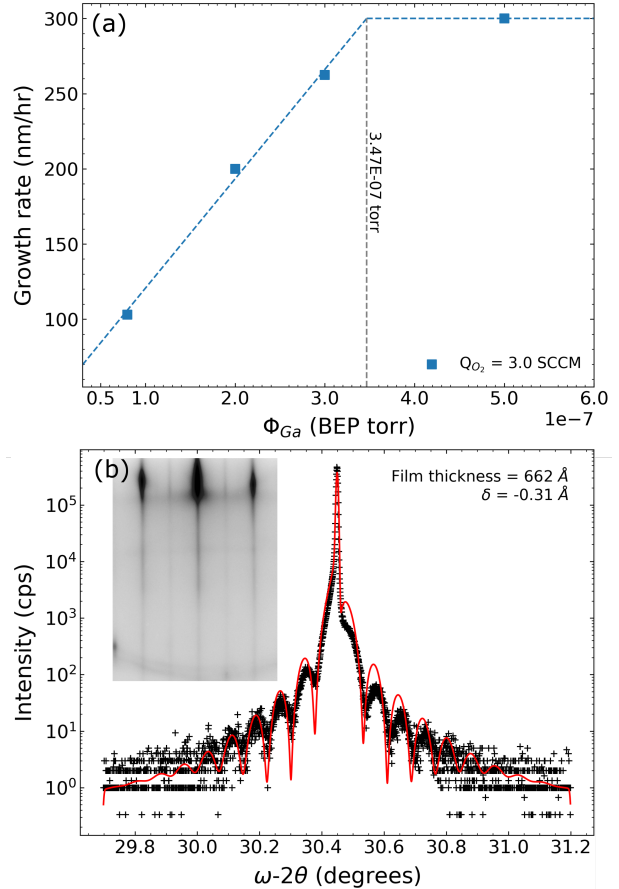 (a)
300
250
200
150
100
Growth rate (nm/hr)
3.47E-07 torr
Q_{O_2} = 3.0 SCCM
0.5 1.0 2.0 3.0 4.0 5.0 6.0
1e−7
Φ_{Ga} (BEP torr)
(b)
Film thickness = 662 Å
δ = -0.31 Å
10^5
10^4
10^3
10^2
10^1
10^0
Intensity (cps)
29.8 30.0 30.2 30.4 30.6 30.8 31.0 31.2
ω-2θ (degrees)